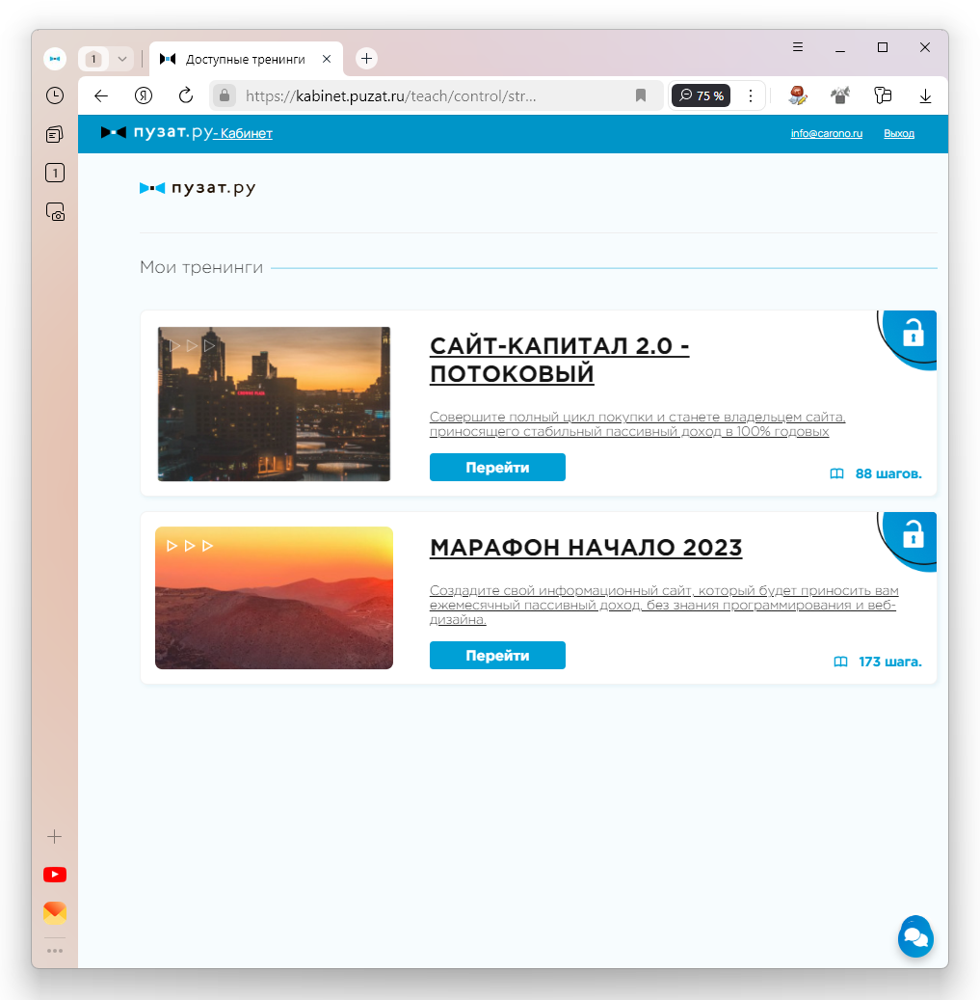 1
Доступные тренинги
Я
https://kabinet.puzat.ru/teach/control/str...
75 %
1
пузат.ру - Кабинет
info@carono.ru
Выход
пузат.ру
Мои тренинги
САЙТ-КАПИТАЛ 2.0 -
ПОТОКОВЫЙ
Совершите полный цикл покупки и станете владельцем сайта,
приносящего стабильный пассивный доход в 100% годовых
Перейти
88 шагов.
МАРАФОН НАЧАЛО 2023
Создадите свой информационный сайт, который будет приносить вам
ежемесячный пассивный доход, без знания программирования и веб-
дизайна.
Перейти
173 шага.